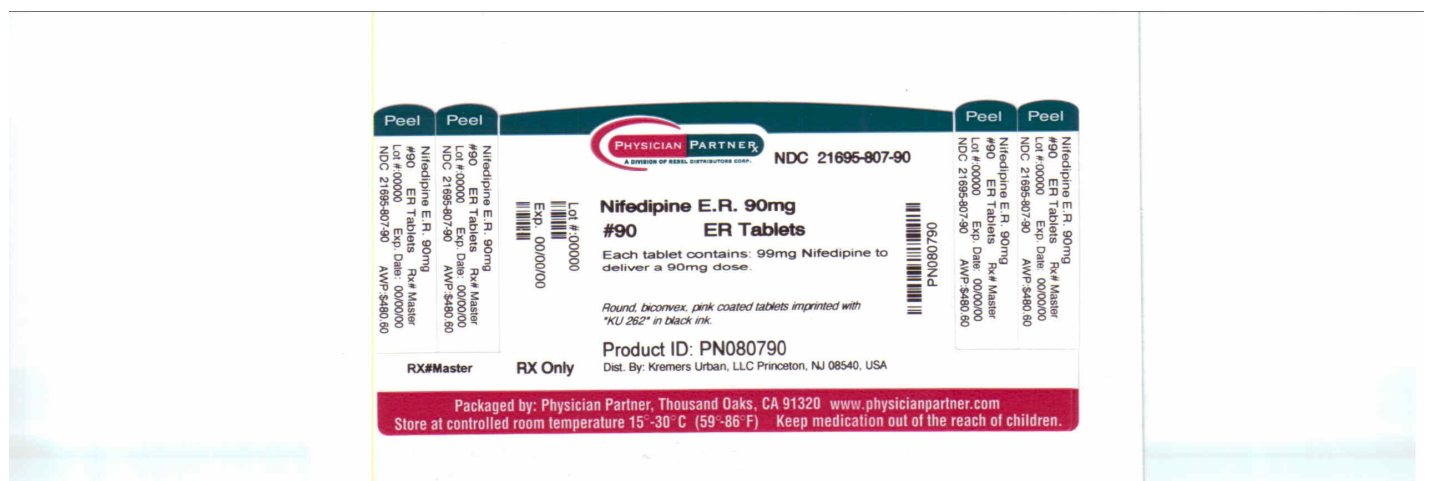 Peel
Nifedipine E.R. 90mg
#90 ER Tablets Rx# Master
Lot #:00000 Exp. Date: 00/00/00
NDC 21695-807-90 AWP:$480.60
Peel
Nifedipine E.R. 90mg
#90 ER Tablets Rx# Master
Lot #:00000 Exp. Date: 00/00/00
NDC 21695-807-90 AWP:$480.60
RX#Master
Lot #:00000
Exp. 00/00/00
RX Only
PHYSICIAN PARTNER Rx
A DIVISION OF REBEL DISTRIBUTORS CORP.
NDC 21695-807-90
Nifedipine E.R. 90mg
#90 ER Tablets
Each tablet contains: 99mg Nifedipine to
deliver a 90mg dose.
Round, biconvex, pink coated tablets imprinted with
"KU 262" in black ink.
Product ID: PN080790
Dist. By: Kremers Urban, LLC Princeton, NJ 08540, USA
PN080790
Peel
Nifedipine E.R. 90mg
#90 ER Tablets Rx# Master
Lot #:00000 Exp. Date: 00/00/00
NDC 21695-807-90 AWP:$480.60
Peel
Nifedipine E.R. 90mg
#90 ER Tablets Rx# Master
Lot #:00000 Exp. Date: 00/00/00
NDC 21695-807-90 AWP:$480.60
Packaged by: Physician Partner, Thousand Oaks, CA 91320 www.physicianpartner.com
Store at controlled room temperature 15°-30°C (59°-86°F) Keep medication out of the reach of children.